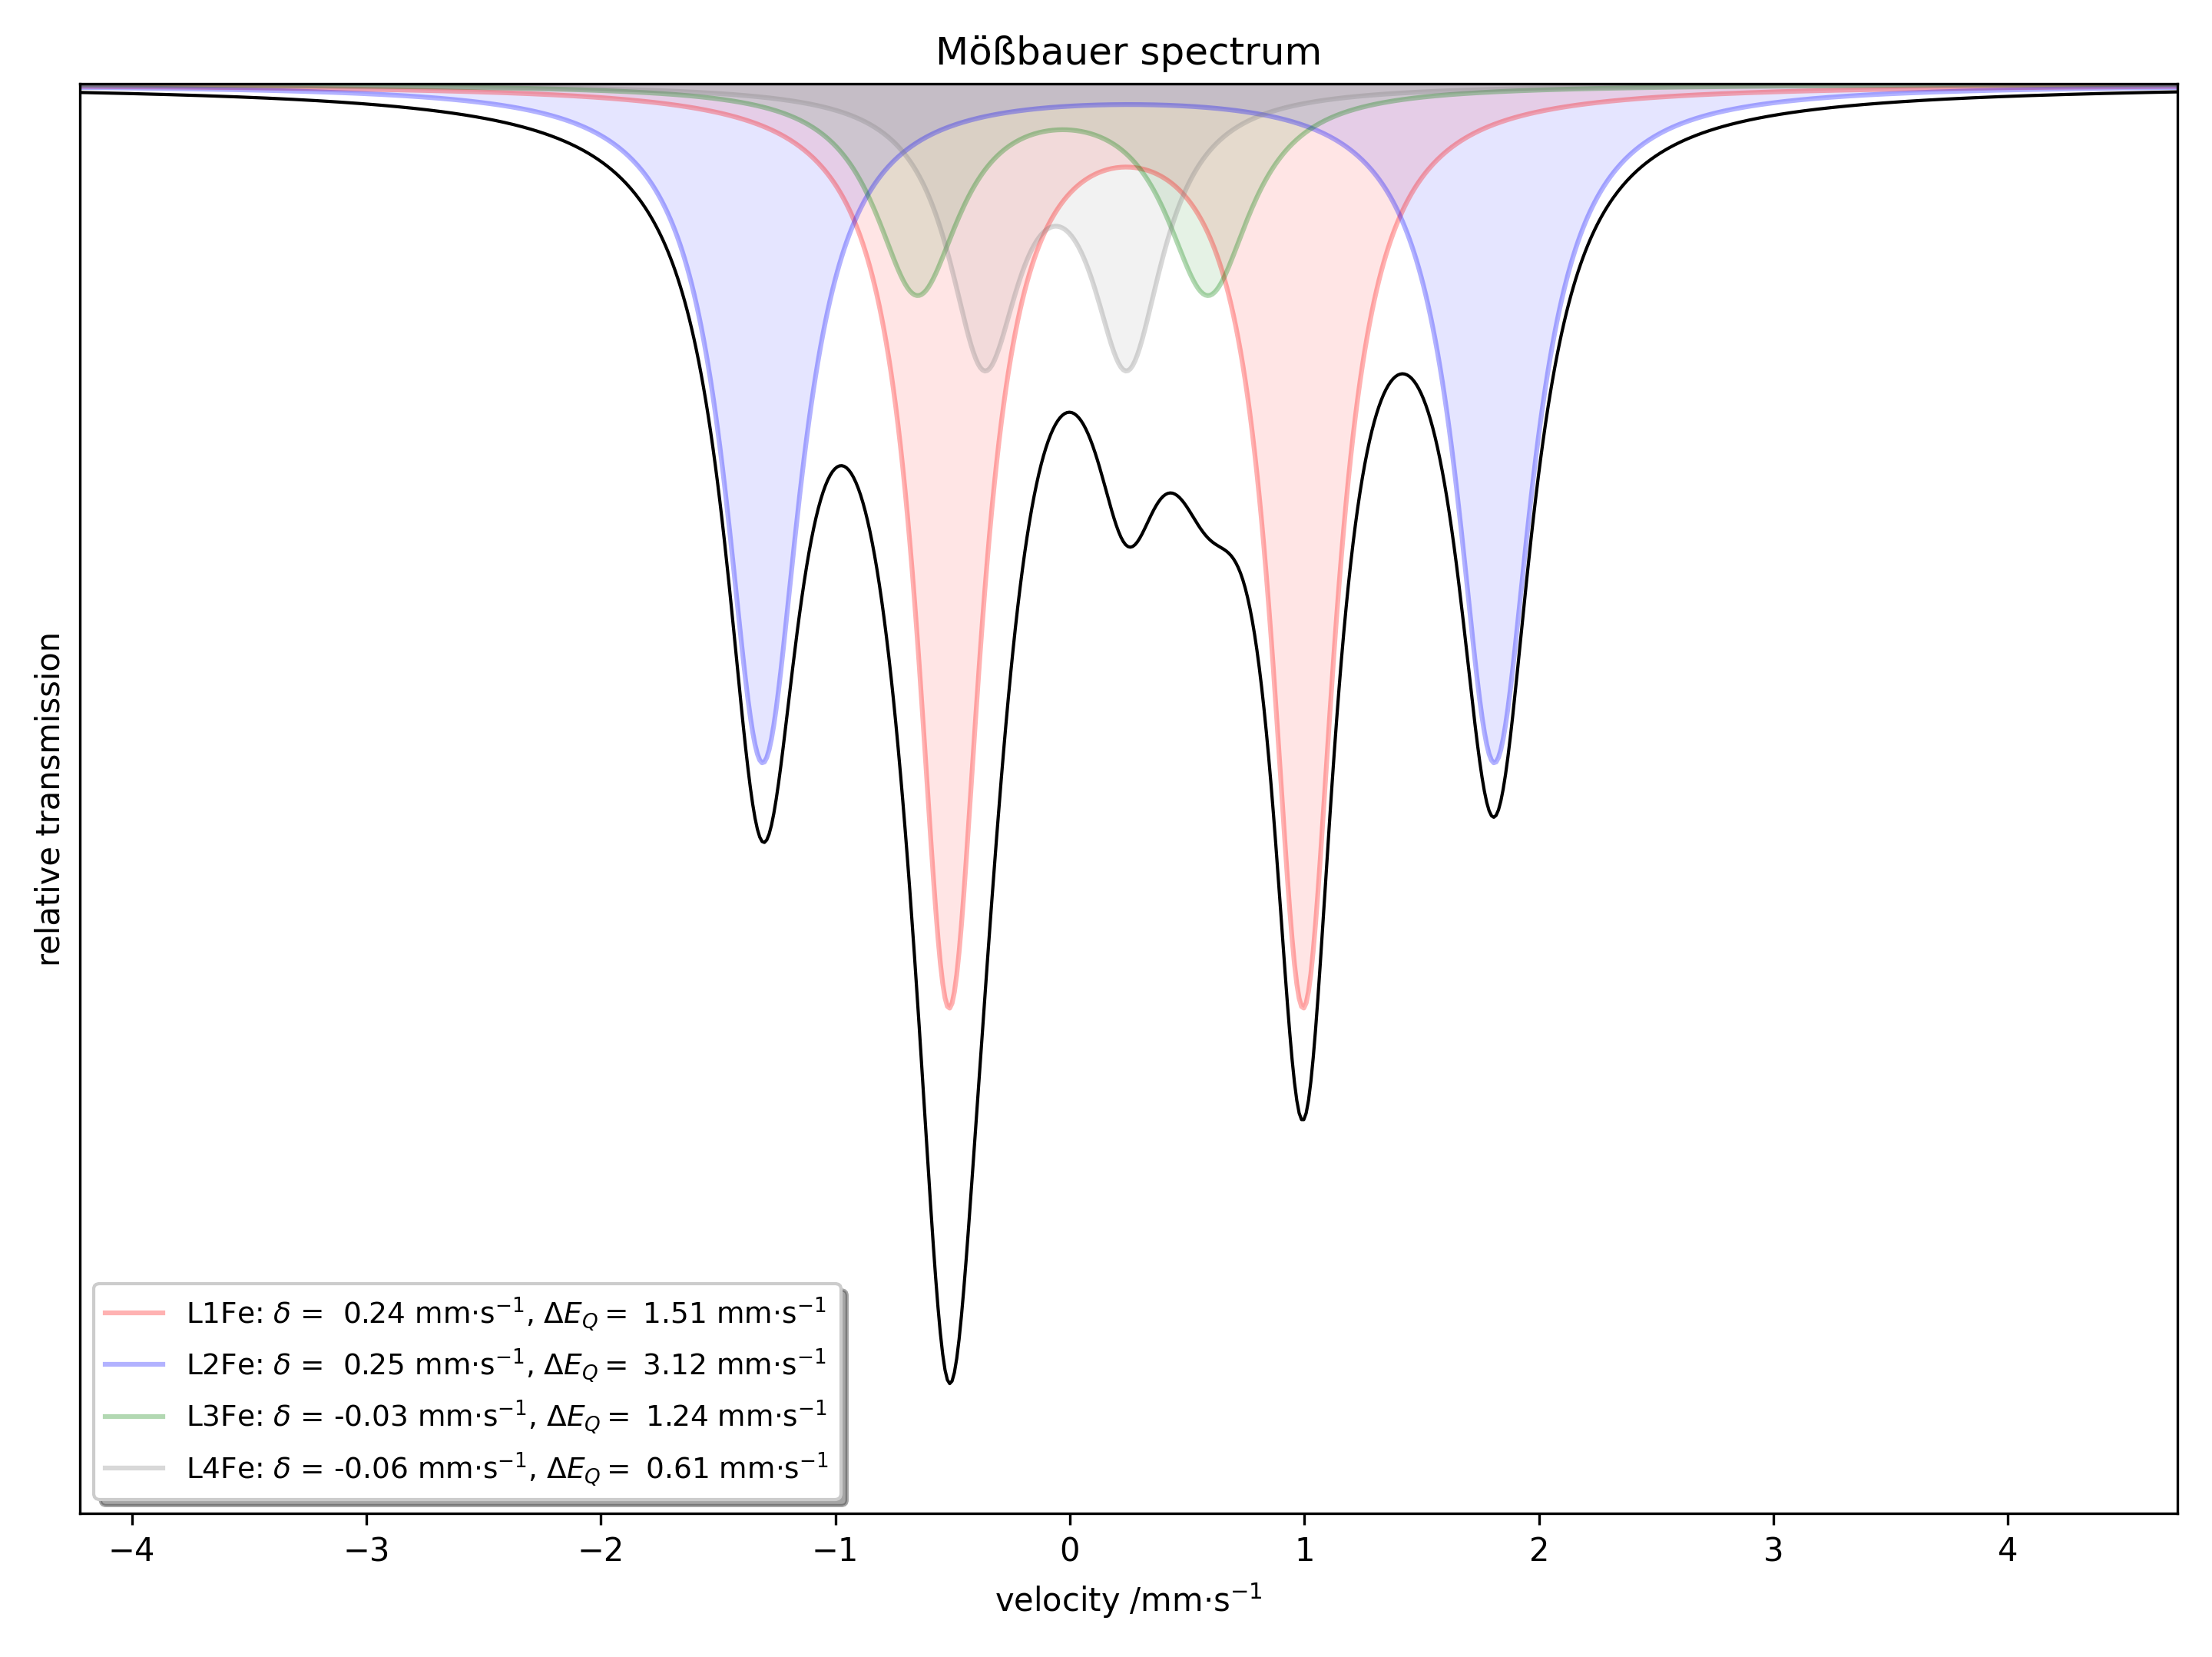 Mößbauer spectrum
relative transmission
L1Fe: δ = 0.24 mm·s⁻¹, ΔE_Q = 1.51 mm·s⁻¹
L2Fe: δ = 0.25 mm·s⁻¹, ΔE_Q = 3.12 mm·s⁻¹
L3Fe: δ = -0.03 mm·s⁻¹, ΔE_Q = 1.24 mm·s⁻¹
L4Fe: δ = -0.06 mm·s⁻¹, ΔE_Q = 0.61 mm·s⁻¹
−4 −3 −2 −1 0 1 2 3 4
velocity /mm·s⁻¹